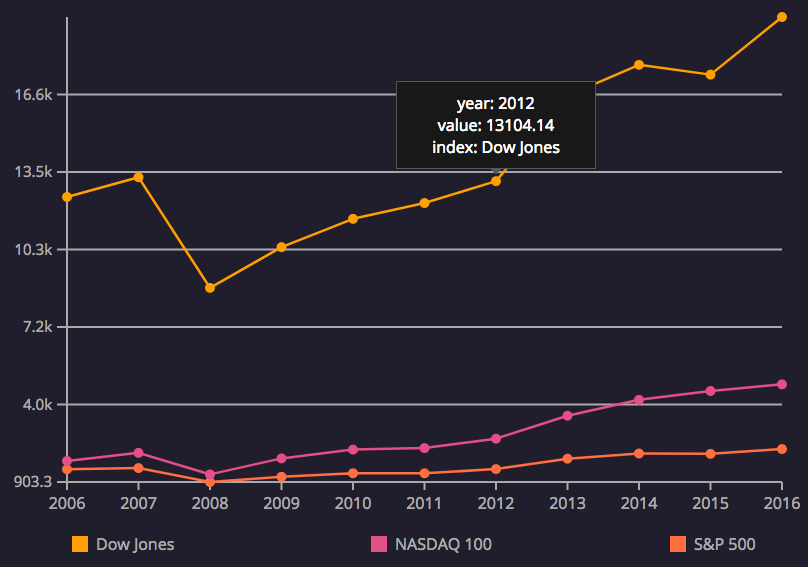 16.6k
year: 2012
value: 13104.14
index: Dow Jones
13.5k
10.3k
7.2k
4.0k
903.3
2006 2007 2008 2009 2010 2011 2012 2013 2014 2015 2016
Dow Jones NASDAQ 100 S&P 500